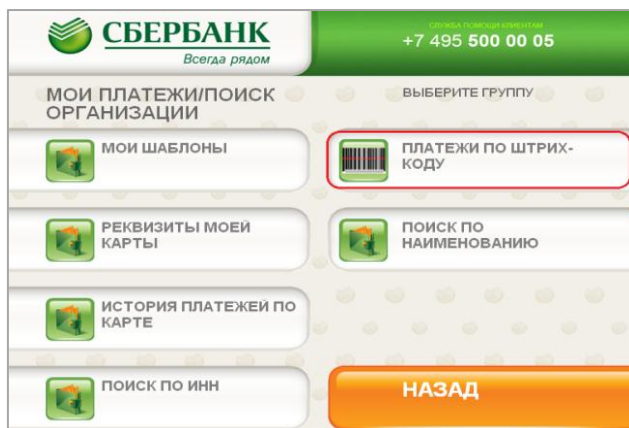 СБЕРБАНК
Всегда рядом
СЛУЖБА ПОМОЩИ КЛИЕНТАМ
+7 495 500 00 05
МОИ ПЛАТЕЖИ/ПОИСК
ОРГАНИЗАЦИИ
ВЫБЕРИТЕ ГРУППУ
МОИ ШАБЛОНЫ
ПЛАТЕЖИ ПО ШТРИХ-
КОДУ
РЕКВИЗИТЫ МОЕЙ
КАРТЫ
ПОИСК ПО
НАИМЕНОВАНИЮ
ИСТОРИЯ ПЛАТЕЖЕЙ ПО
КАРТЕ
ПОИСК ПО ИНН
НАЗАД